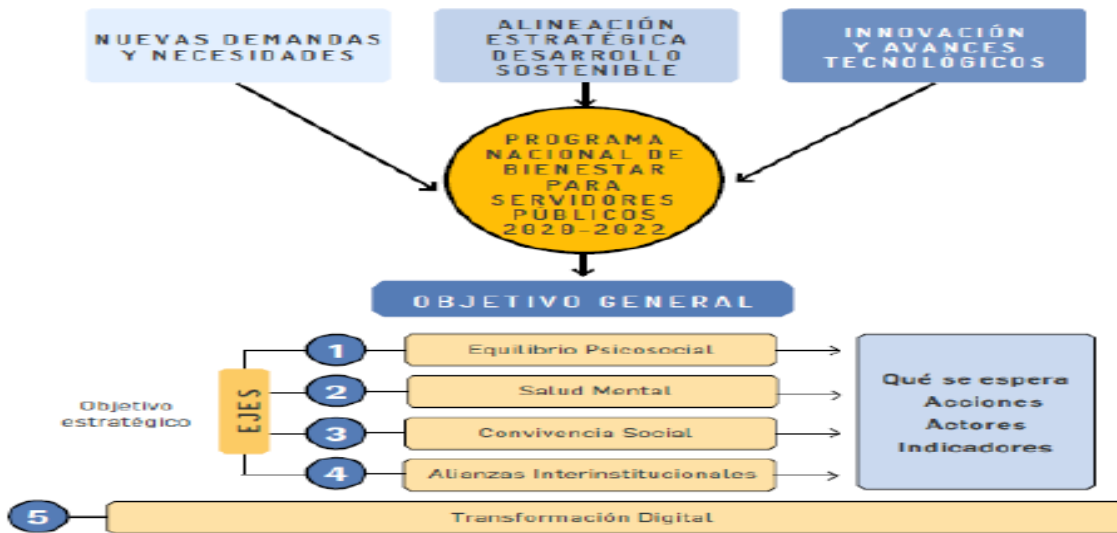 NUEVAS DEMANDAS
Y NECESIDADES
ALINEACIÓN
ESTRATÉGICA
DESARROLLO
SOSTENIBLE
INNOVACIÓN
Y AVANCES
TECNOLÓGICOS
PROGRAMA
NACIONAL DE
BIENESTAR
PARA
SERVIDORES
PÚBLICOS
2020-2022
OBJETIVO GENERAL
Objetivo
estratégico
EJES
1 Equilibrio Psicosocial
2 Salud Mental
3 Convivencia Social
4 Alianzas Interinstitucionales
Qué se espera
Acciones
Actores
Indicadores
5 Transformación Digital